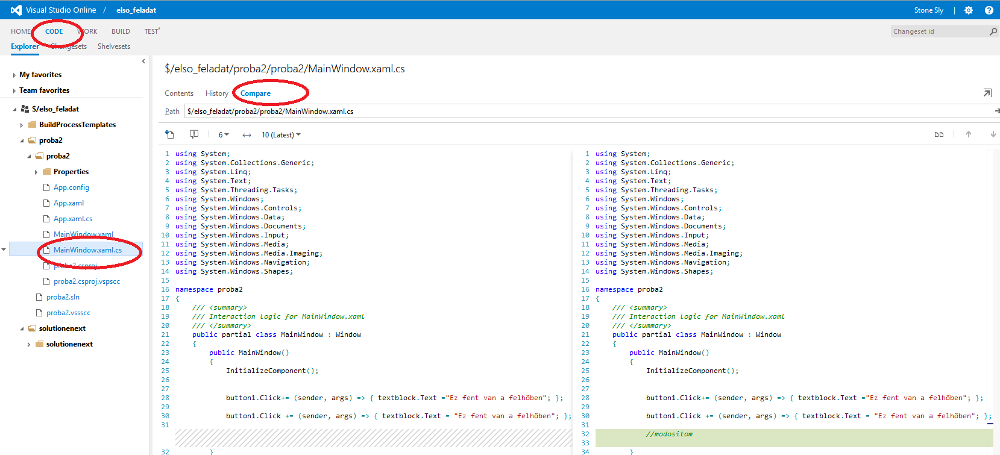 Visual Studio Online / elso_feladat Stone Sly |
HOME CODE WORK BUILD TEST*
Changeset id
Explorer Changesets Shelvesets
My favorites
Team favorites
$/elso_feladat
BuildProcessTemplates
proba2
proba2
Properties
App.config
App.xaml
App.xaml.cs
MainWindow.xaml
MainWindow.xaml.cs
proba2.csproj
proba2.csproj.vspscc
proba2.sln
proba2.vssscc
solutionenext
solutionenext
$/elso_feladat/proba2/proba2/MainWindow.xaml.cs
Contents History Compare
Path $/elso_feladat/proba2/proba2/MainWindow.xaml.cs
6 ↔ 10 (Latest)
1 using System;
2 using System.Collections.Generic;
3 using System.Linq;
4 using System.Text;
5 using System.Threading.Tasks;
6 using System.Windows;
7 using System.Windows.Controls;
8 using System.Windows.Data;
9 using System.Windows.Documents;
10 using System.Windows.Input;
11 using System.Windows.Media;
12 using System.Windows.Media.Imaging;
13 using System.Windows.Navigation;
14 using System.Windows.Shapes;
15
16 namespace proba2
17 {
18 /// <summary>
19 /// Interaction logic for MainWindow.xaml
20 /// </summary>
21 public partial class MainWindow : Window
22 {
23 public MainWindow()
24 {
25 InitializeComponent();
26
27
28 button1.Click+= (sender, args) => { textblock.Text ="Ez fent van a felhőben"; };
29
30 button1.Click += (sender, args) => { textblock.Text = "Ez fent van a felhőben"; };
31
32 }
1 using System;
2 using System.Collections.Generic;
3 using System.Linq;
4 using System.Text;
5 using System.Threading.Tasks;
6 using System.Windows;
7 using System.Windows.Controls;
8 using System.Windows.Data;
9 using System.Windows.Documents;
10 using System.Windows.Input;
11 using System.Windows.Media;
12 using System.Windows.Media.Imaging;
13 using System.Windows.Navigation;
14 using System.Windows.Shapes;
15
16 namespace proba2
17 {
18 /// <summary>
19 /// Interaction logic for MainWindow.xaml
20 /// </summary>
21 public partial class MainWindow : Window
22 {
23 public MainWindow()
24 {
25 InitializeComponent();
26
27
28 button1.Click+= (sender, args) => { textblock.Text ="Ez fent van a felhőben"; };
29
30 button1.Click += (sender, args) => { textblock.Text = "Ez fent van a felhőben"; };
31
32 //modositom
33
34 }